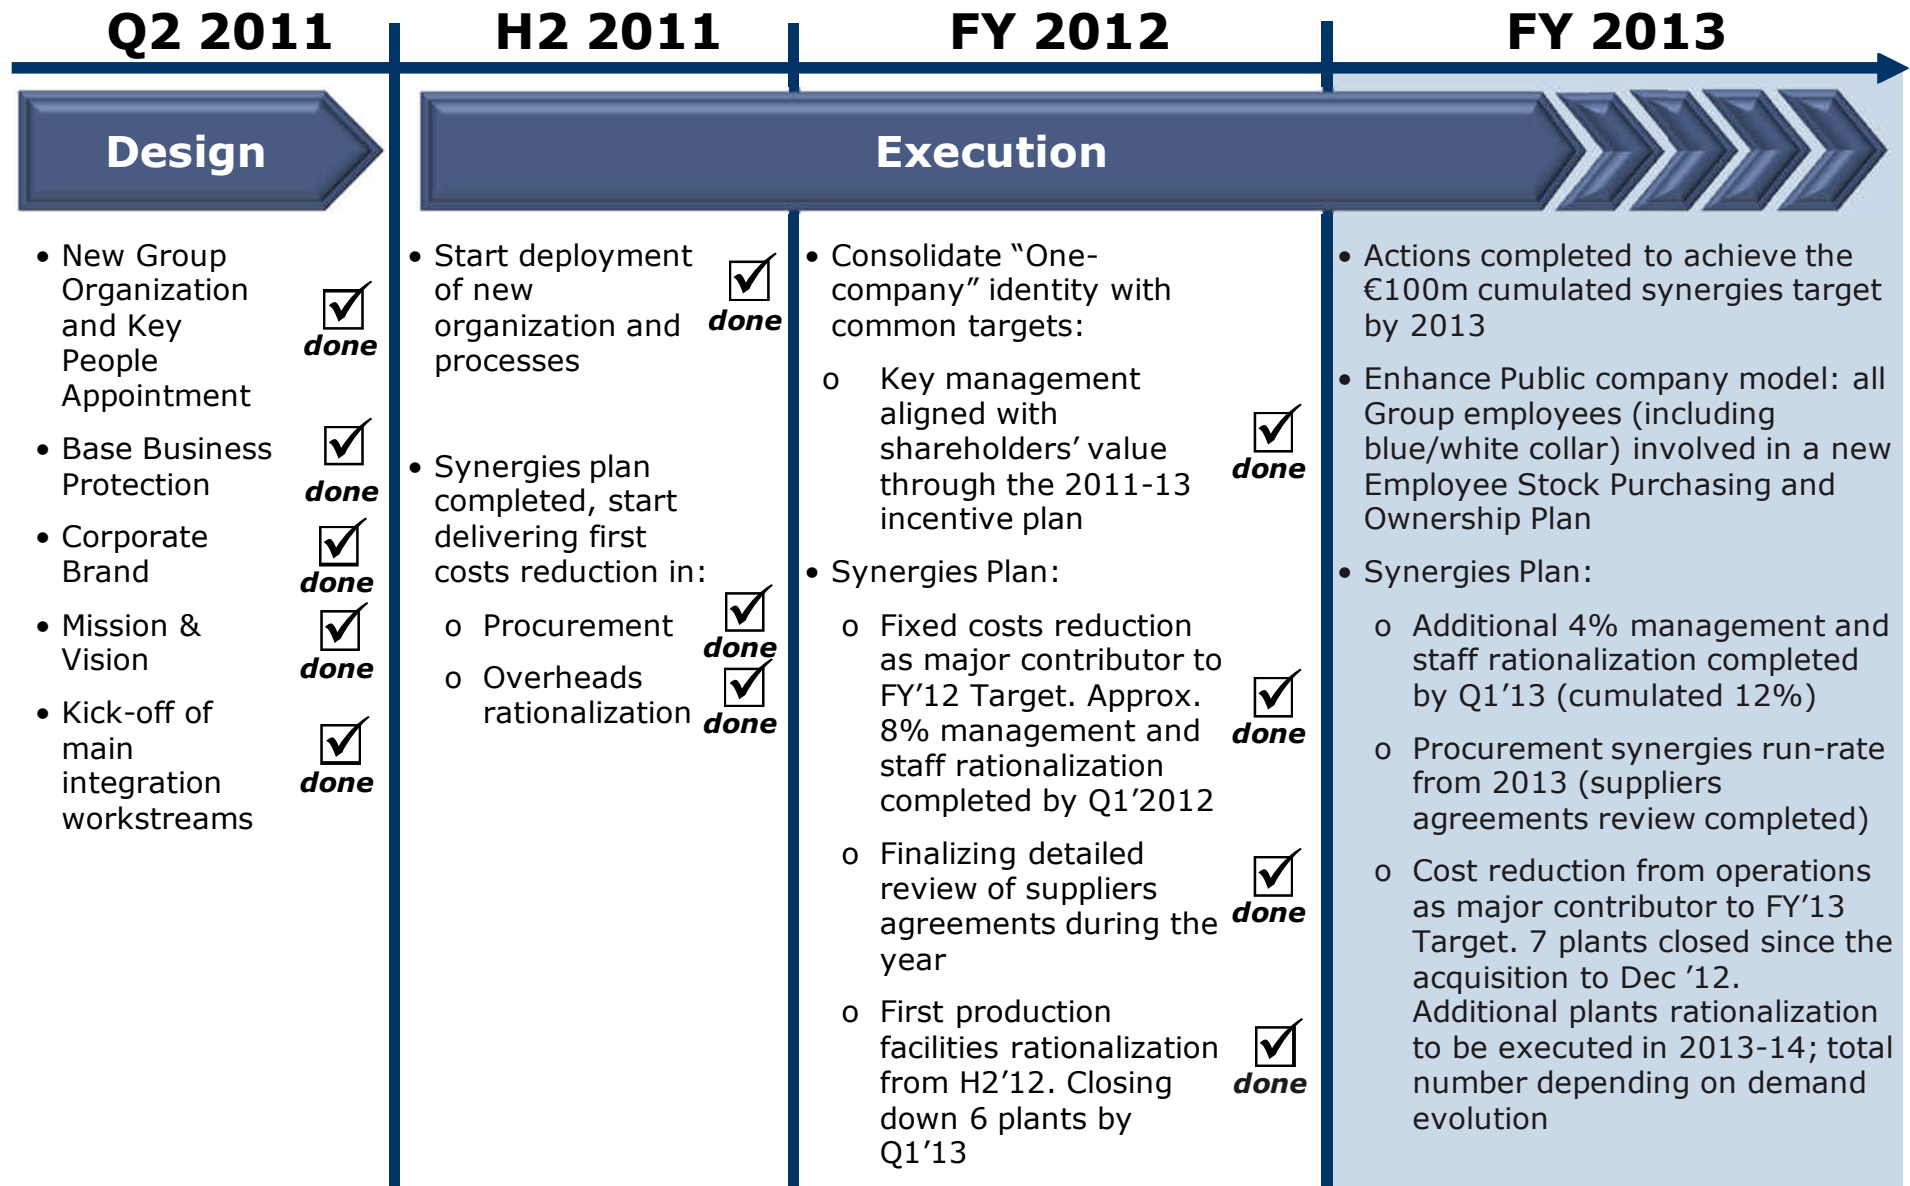 Q2 2011
H2 2011
FY 2012
FY 2013
Design
Execution
• New Group
Organization
and Key
People
Appointment
done
• Base Business
Protection
done
• Corporate
Brand
done
• Mission &
Vision
done
• Kick-off of
main
integration
workstreams
done
• Start deployment
of new
organization and
processes
done
• Synergies plan
completed, start
delivering first
costs reduction in:
o Procurement
done
o Overheads
rationalization
done
• Consolidate “One-
company” identity with
common targets:
o Key management
aligned with
shareholders’ value
through the 2011-13
incentive plan
done
• Synergies Plan:
o Fixed costs reduction
as major contributor to
FY’12 Target. Approx.
8% management and
staff rationalization
completed by Q1’2012
done
o Finalizing detailed
review of suppliers
agreements during the
year
done
o First production
facilities rationalization
from H2’12. Closing
down 6 plants by
Q1’13
done
• Actions completed to achieve the
€100m cumulated synergies target
by 2013
• Enhance Public company model: all
Group employees (including
blue/white collar) involved in a new
Employee Stock Purchasing and
Ownership Plan
• Synergies Plan:
o Additional 4% management and
staff rationalization completed
by Q1’13 (cumulated 12%)
o Procurement synergies run-rate
from 2013 (suppliers
agreements review completed)
o Cost reduction from operations
as major contributor to FY’13
Target. 7 plants closed since the
acquisition to Dec ’12.
Additional plants rationalization
to be executed in 2013-14; total
number depending on demand
evolution